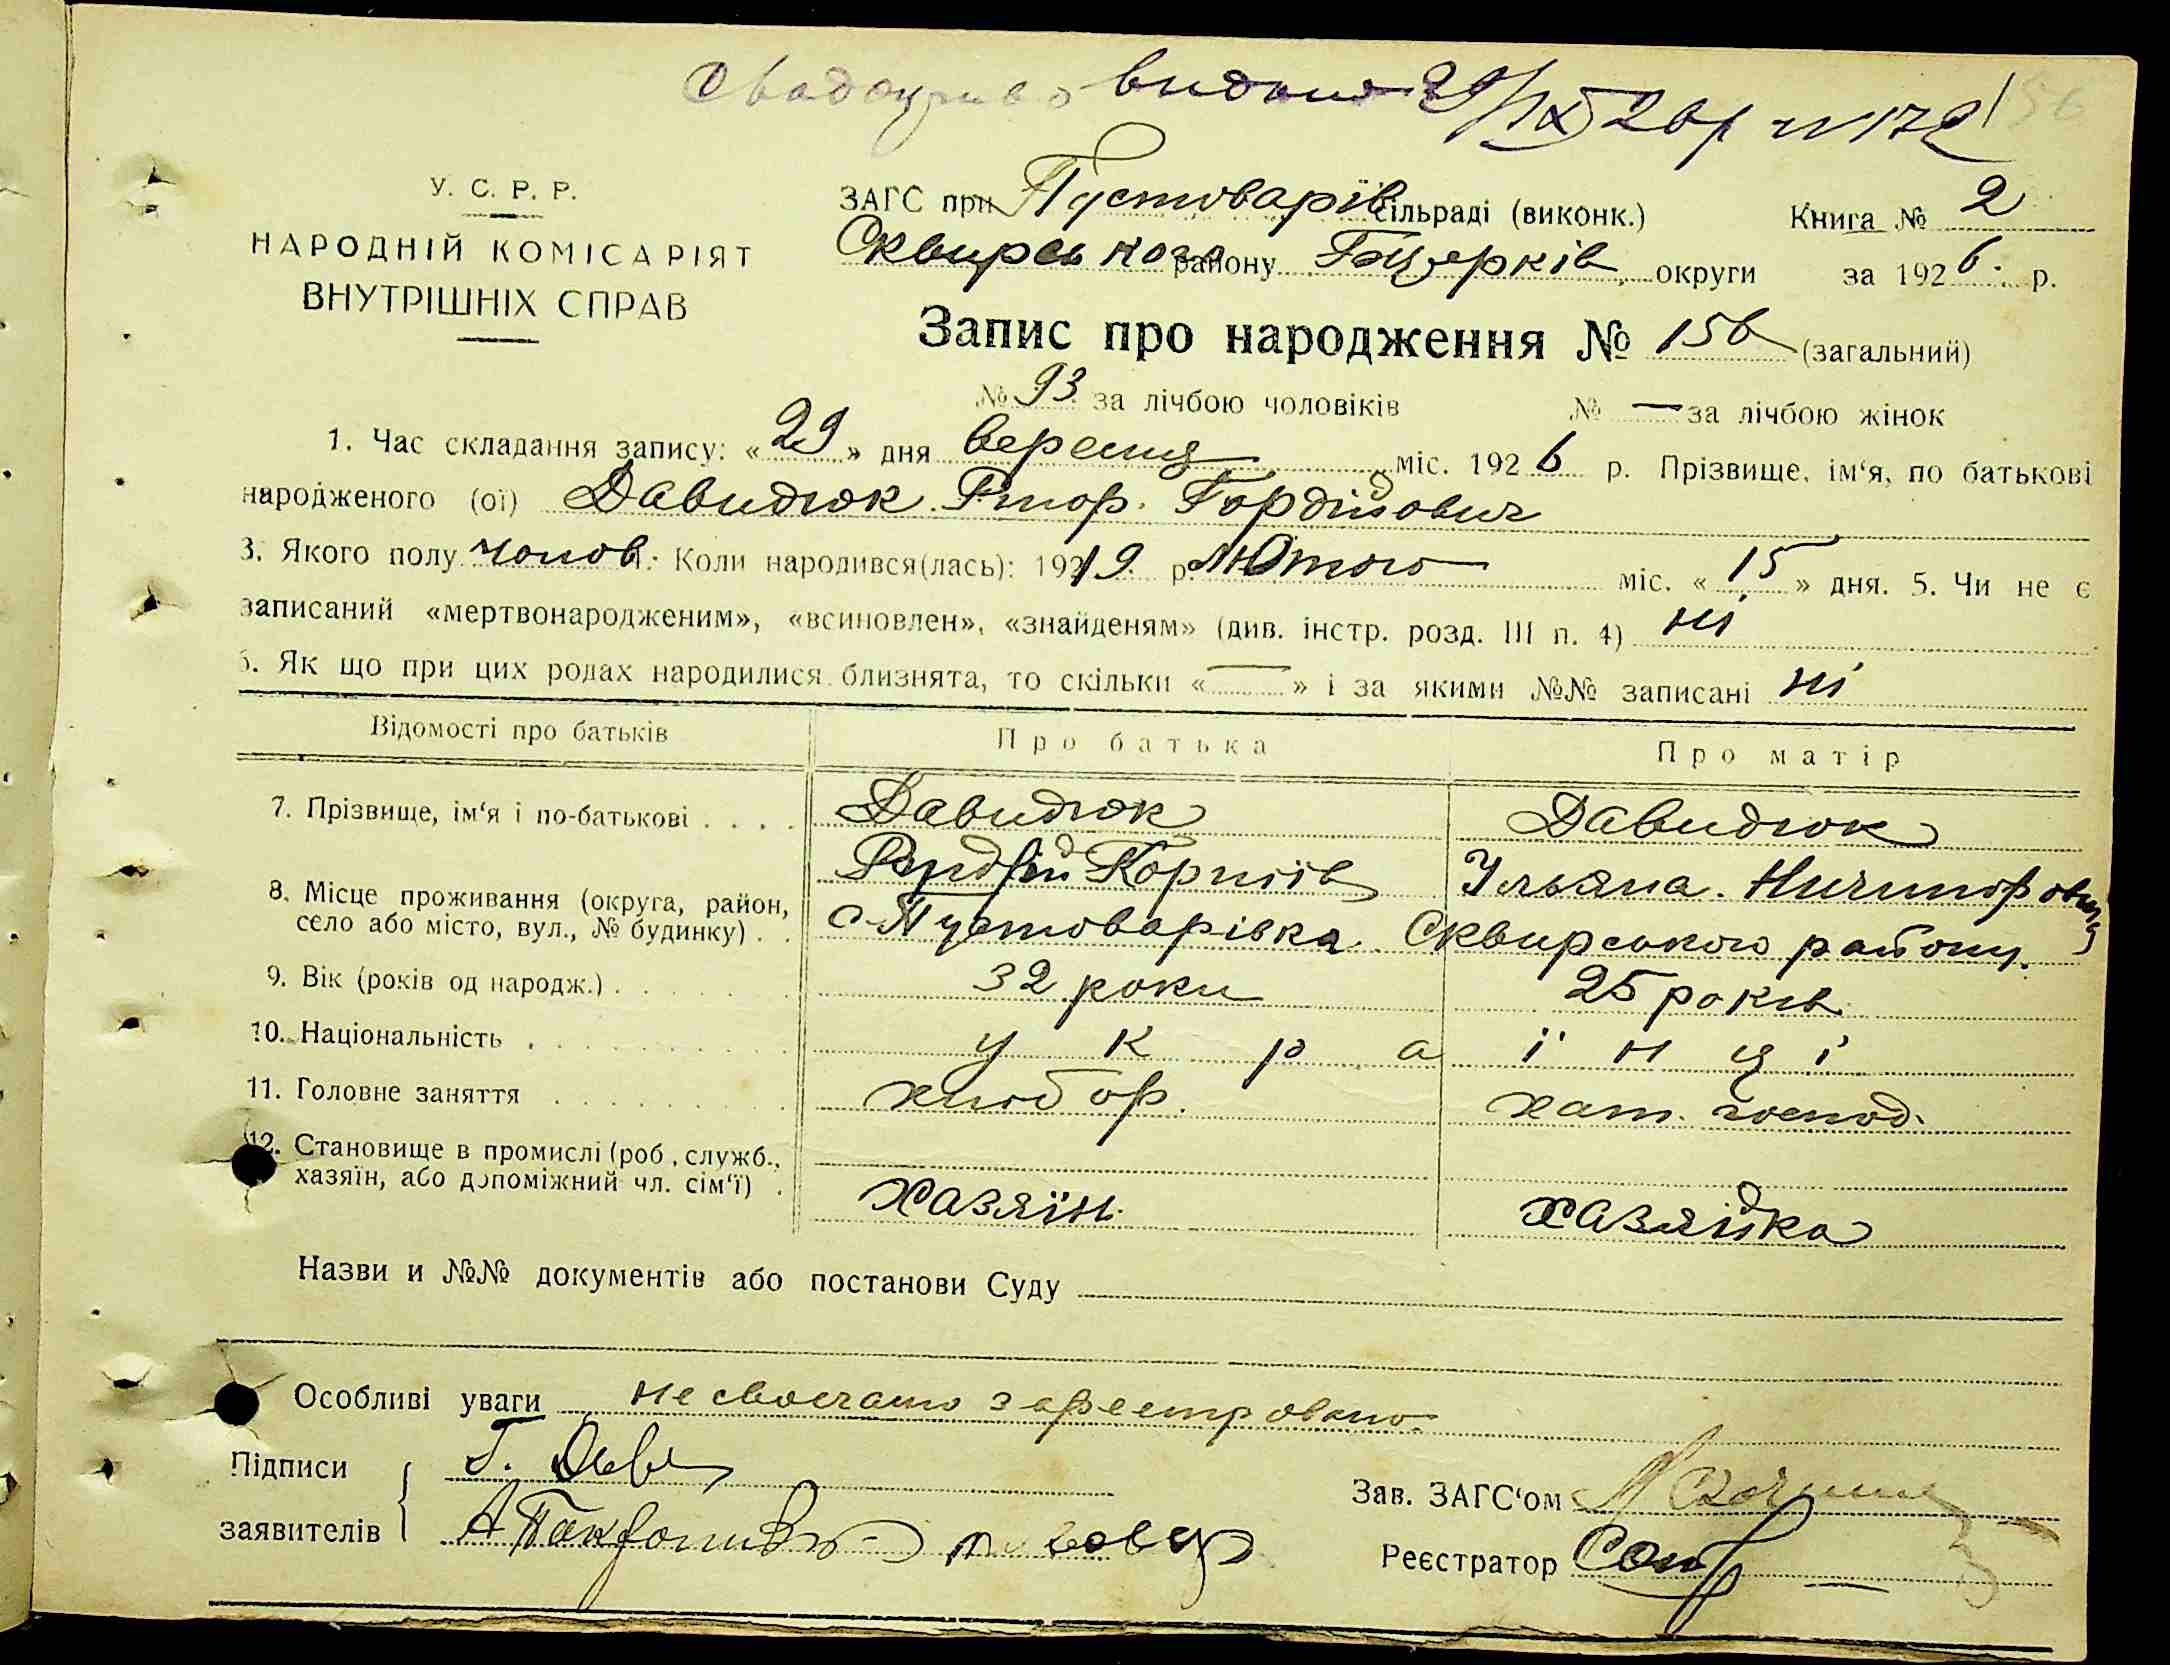 видано 29/IX 26р № 172
У. С. Р. Р.
НАРОДНІЙ КОМІСАРІЯТ
ВНУТРІШНІХ СПРАВ
ЗАГС при Пустоварів сільраді (виконк.) Книга № 2
Сквирського району Бщерків округи за 1926. р.
Запис про народження № 156 (загальний)
№ 93 за лічбою чоловіків № — за лічбою жінок
1. Час складання запису: «29» дня вересня міс. 1926 р. Прізвище, ім'я, по батькові
народженого (ої) Давидюк Гордійович
3. Якого полу чолов. Коли народився(лась): 1919 р. Лютого міс. «15» дня. 5. Чи не є
записаний «мертвонародженим», «всиновлен», «знайденям» (див. інстр. розд. III п. 4) ні
6. Як що при цих родах народилися близнята, то скільки «—» і за якими №№ записані ні
Відомості про батьків Про батька Про матір
7. Прізвище, ім'я і по-батькові Давидюк Давидюк
Гордій Корніїв Ульяна Ничипоровна
8. Місце проживання (округа, район, село або місто, вул., № будинку) с. Пустоварівка Сквирського району.
9. Вік (років од народж.) 32 роки 25 років
10. Національність українці
11. Головне заняття хлібор. хат. господ.
12. Становище в промислі (роб., служб., хазяїн, або допоміжний чл. сім'ї) хазяїн хазяйка
Назви и №№ документів або постанови Суду
Особливі уваги не своєчасно зареєстровано.
Підписи Г. Дав
заявителів А
Зав. ЗАГС'ом
Реєстратор